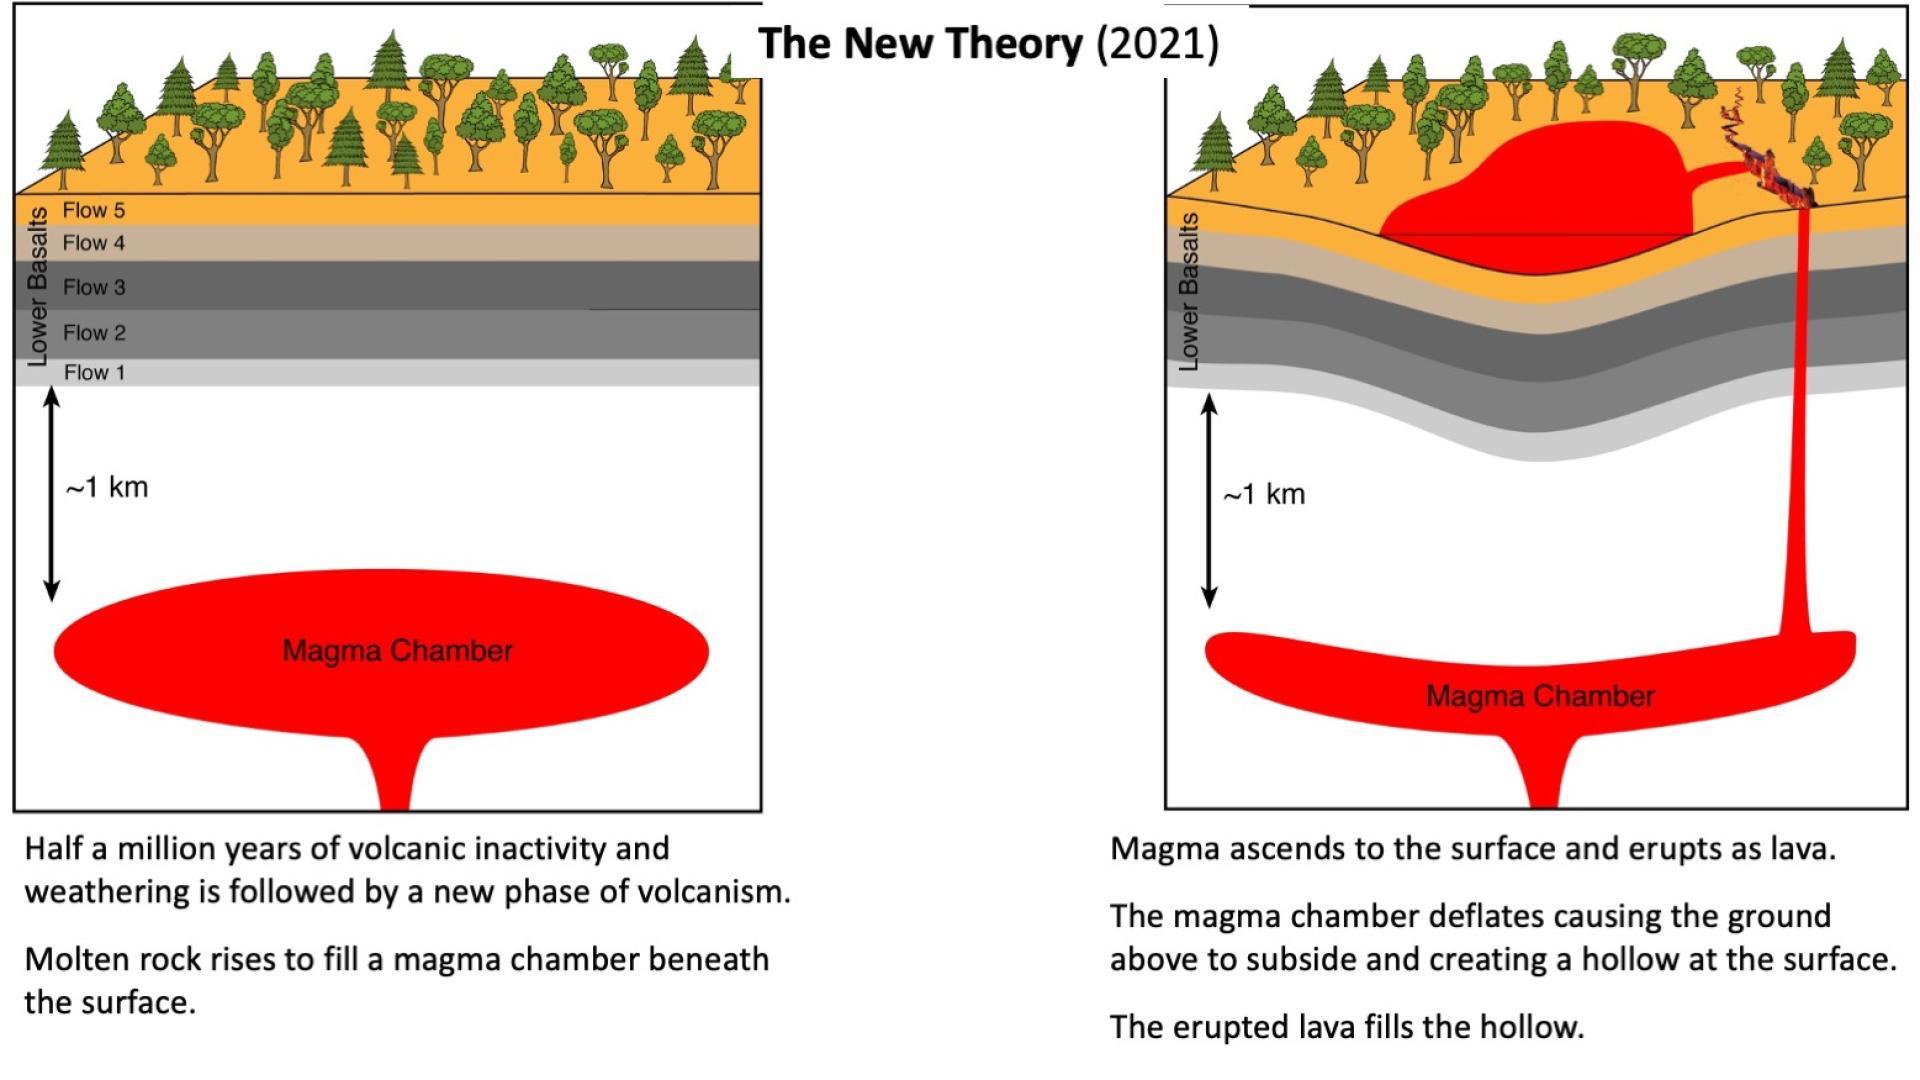 The New Theory (2021)
Lower Basalts
Flow 5
Flow 4
Flow 3
Flow 2
Flow 1
~1 km
Magma Chamber
Half a million years of volcanic inactivity and
weathering is followed by a new phase of volcanism.
Molten rock rises to fill a magma chamber beneath
the surface.
Lower Basalts
~1 km
Magma Chamber
Magma ascends to the surface and erupts as lava.
The magma chamber deflates causing the ground
above to subside and creating a hollow at the surface.
The erupted lava fills the hollow.